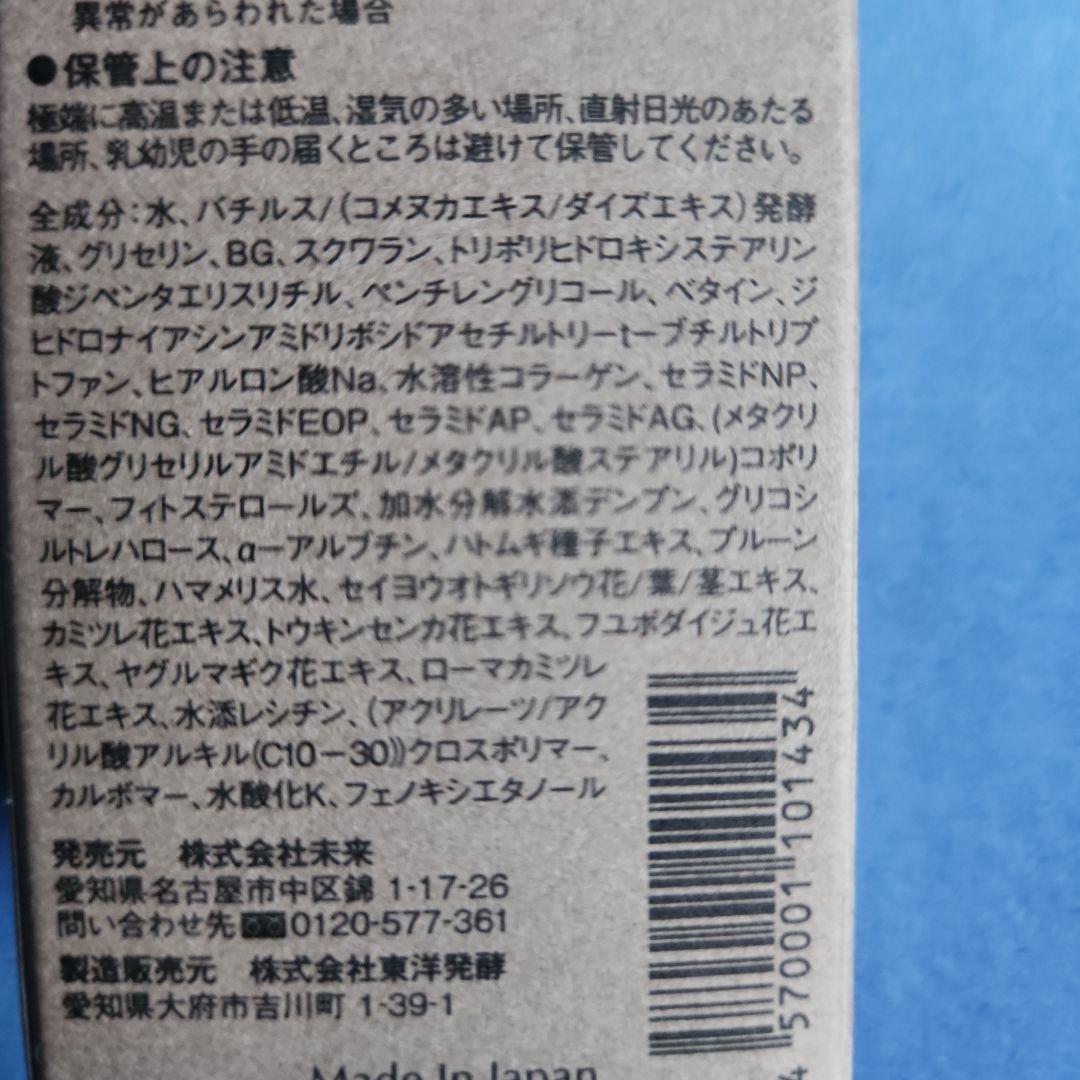 異常があらわれた場合
●保管上の注意
極端に高温または低温、湿気の多い場所、直射日光のあたる
場所、乳幼児の手の届くところは避けて保管してください。
全成分：水、バチルス/（コメヌカエキス/ダイズエキス）発酵
液、グリセリン、BG、スクワラン、トリポリヒドロキシステアリン
酸ジペンタエリスリチル、ペンチレングリコール、ベタイン、ジ
ヒドロナイアシンアミドリボシドアセチルトリーtーブチルトリプ
トファン、ヒアルロン酸Na、水溶性コラーゲン、セラミドNP、
セラミドNG、セラミドEOP、セラミドAP、セラミドAG、(メタクリ
ル酸グリセリルアミドエチル/メタクリル酸ステアリル)コポリ
マー、フィトステロールズ、加水分解水添デンプン、グリコシ
ルトレハロース、αーアルブチン、ハトムギ種子エキス、プルーン
分解物、ハマメリス水、セイヨウオトギリソウ花/葉/茎エキス、
カミツレ花エキス、トウキンセンカ花エキス、フユボダイジュ花エ
キス、ヤグルマギク花エキス、ローマカミツレ
花エキス、水添レシチン、（アクリレーツ/アク
リル酸アルキル(C10－30)）クロスポリマー、
カルボマー、水酸化K、フェノキシエタノール
発売元　株式会社未来
愛知県名古屋市中区錦 1-17-26
問い合わせ先 0120-577-361
製造販売元　株式会社東洋発酵
愛知県大府市吉川町 1-39-1
Made In Japan
4 570001 101434